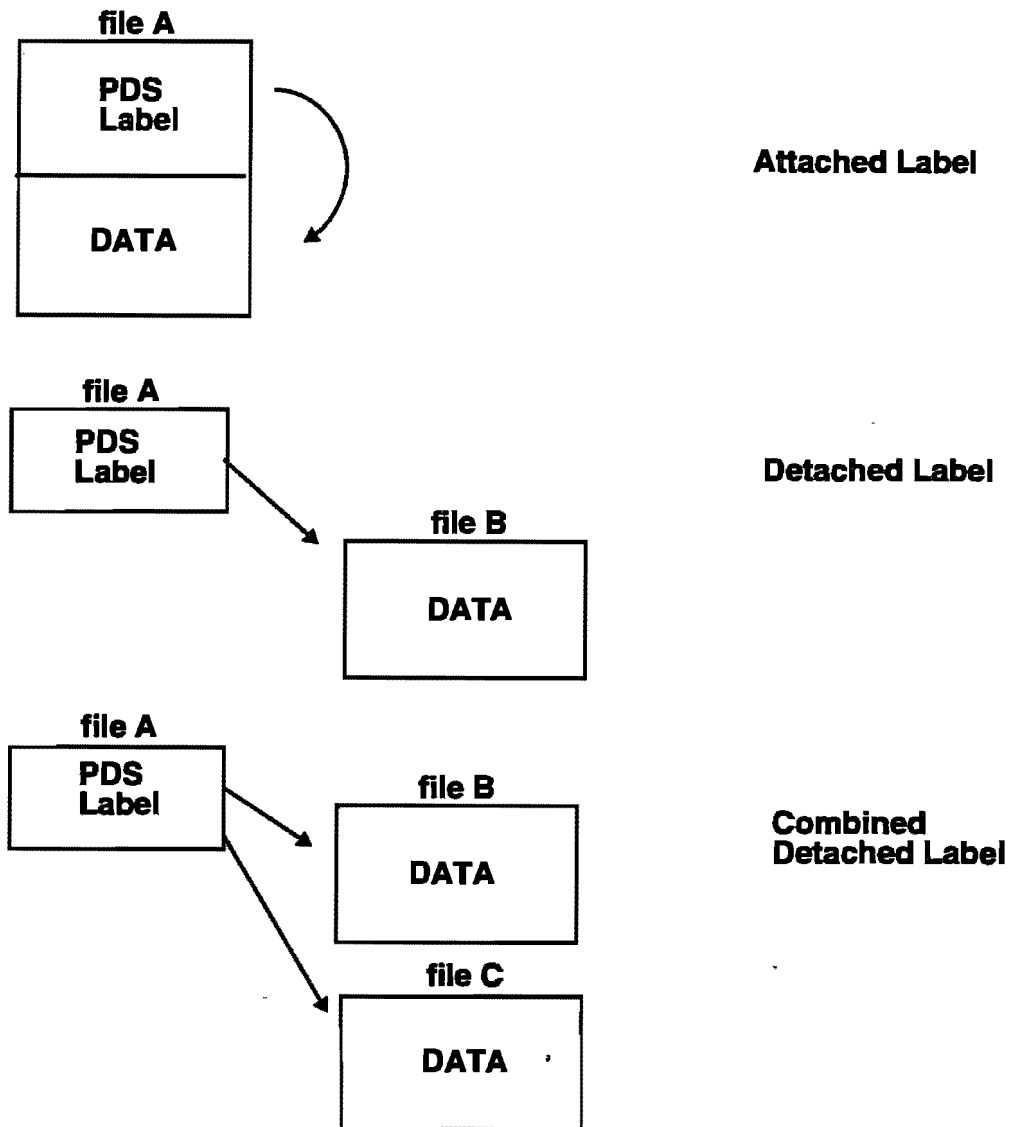 file A
PDS
Label
DATA
Attached Label
file A
PDS
Label
Detached Label
file B
DATA
file A
PDS
Label
file B
DATA
Combined
Detached Label
file C
DATA